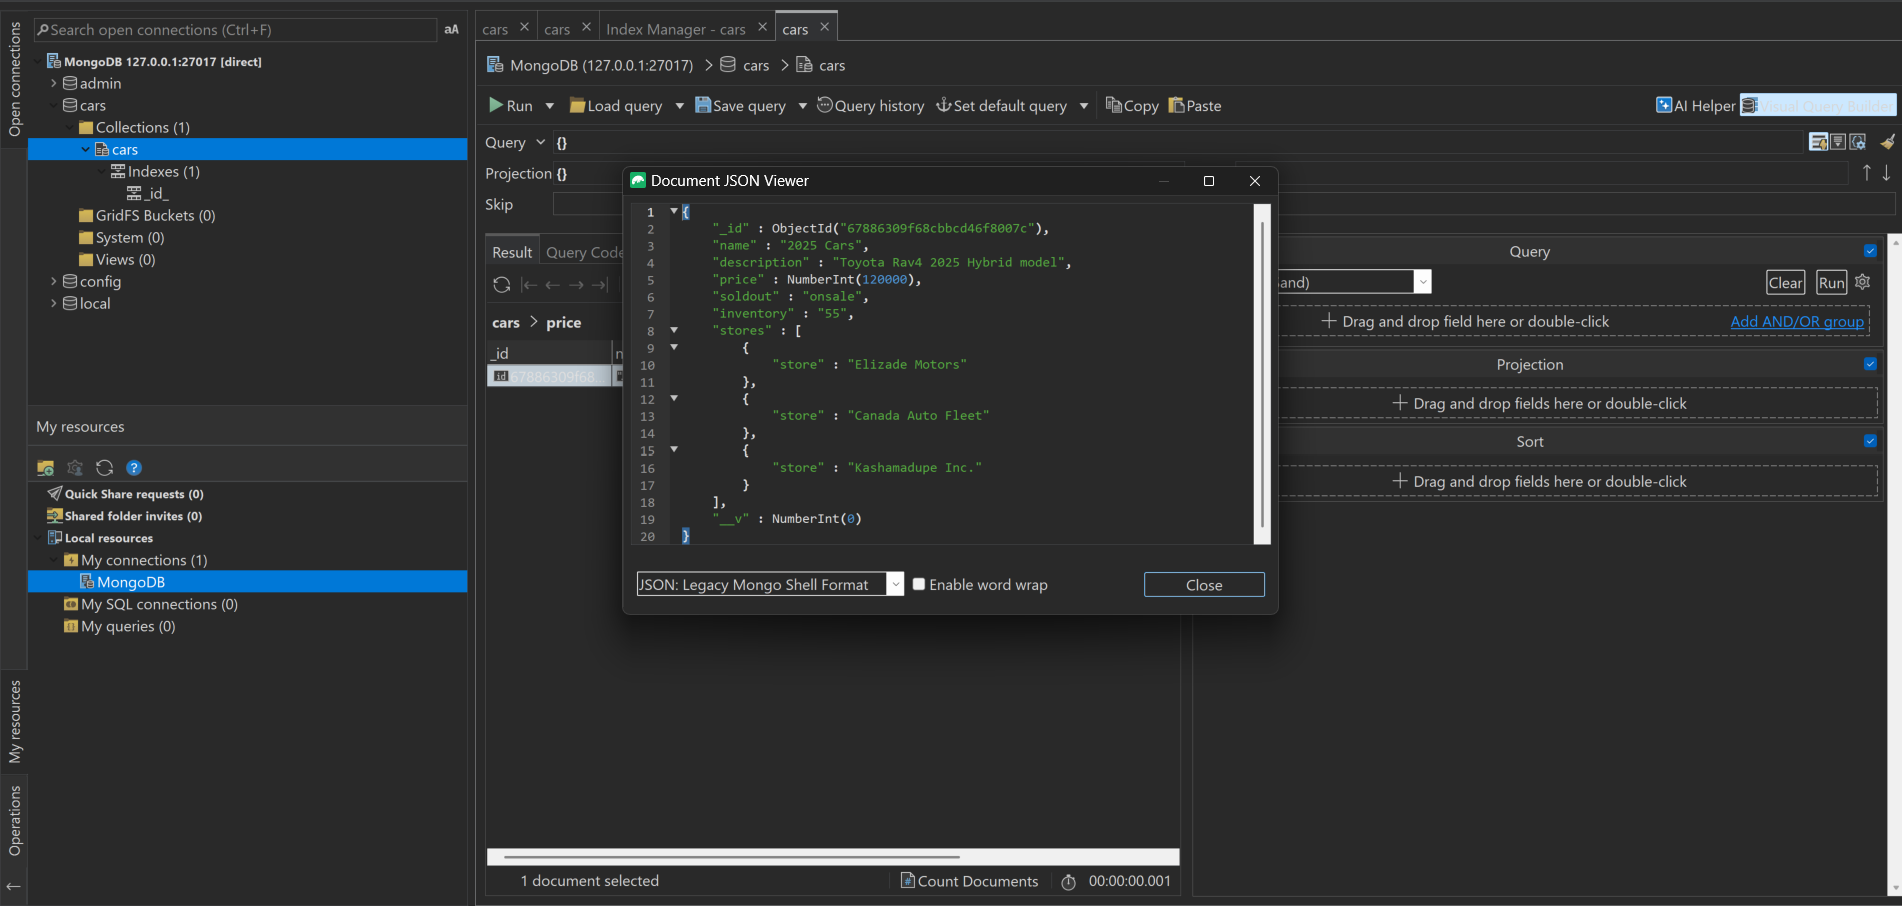 Open connections
Search open connections (Ctrl+F)
aA
MongoDB 127.0.0.1:27017 [direct]
admin
cars
Collections (1)
cars
Indexes (1)
_id_
GridFS Buckets (0)
System (0)
Views (0)
config
local
My resources
Quick Share requests (0)
Shared folder invites (0)
Local resources
My connections (1)
MongoDB
My SQL connections (0)
My queries (0)
My resources
Operations
cars
cars
Index Manager - cars
cars
MongoDB (127.0.0.1:27017) > cars > cars
Run
Load query
Save query
Query history
Set default query
Copy
Paste
AI Helper
Visual Query Builder
Query
{}
Projection
{}
Skip
Result
Query Code
cars > price
_id
n
id 67886309f68...
Document JSON Viewer
1 {
2 "_id" : ObjectId("67886309f68cbbcd46f8007c"),
3 "name" : "2025 Cars",
4 "description" : "Toyota Rav4 2025 Hybrid model",
5 "price" : NumberInt(120000),
6 "soldout" : "onsale",
7 "inventory" : "55",
8 "stores" : [
9 {
10 "store" : "Elizade Motors"
11 },
12 {
13 "store" : "Canada Auto Fleet"
14 },
15 {
16 "store" : "Kashamadupe Inc."
17 }
18 ],
19 "__v" : NumberInt(0)
20 }
JSON: Legacy Mongo Shell Format
Enable word wrap
Close
Query
and)
Clear
Run
Drag and drop field here or double-click
Add AND/OR group
Projection
Drag and drop fields here or double-click
Sort
Drag and drop fields here or double-click
1 document selected
Count Documents
00:00:00.001